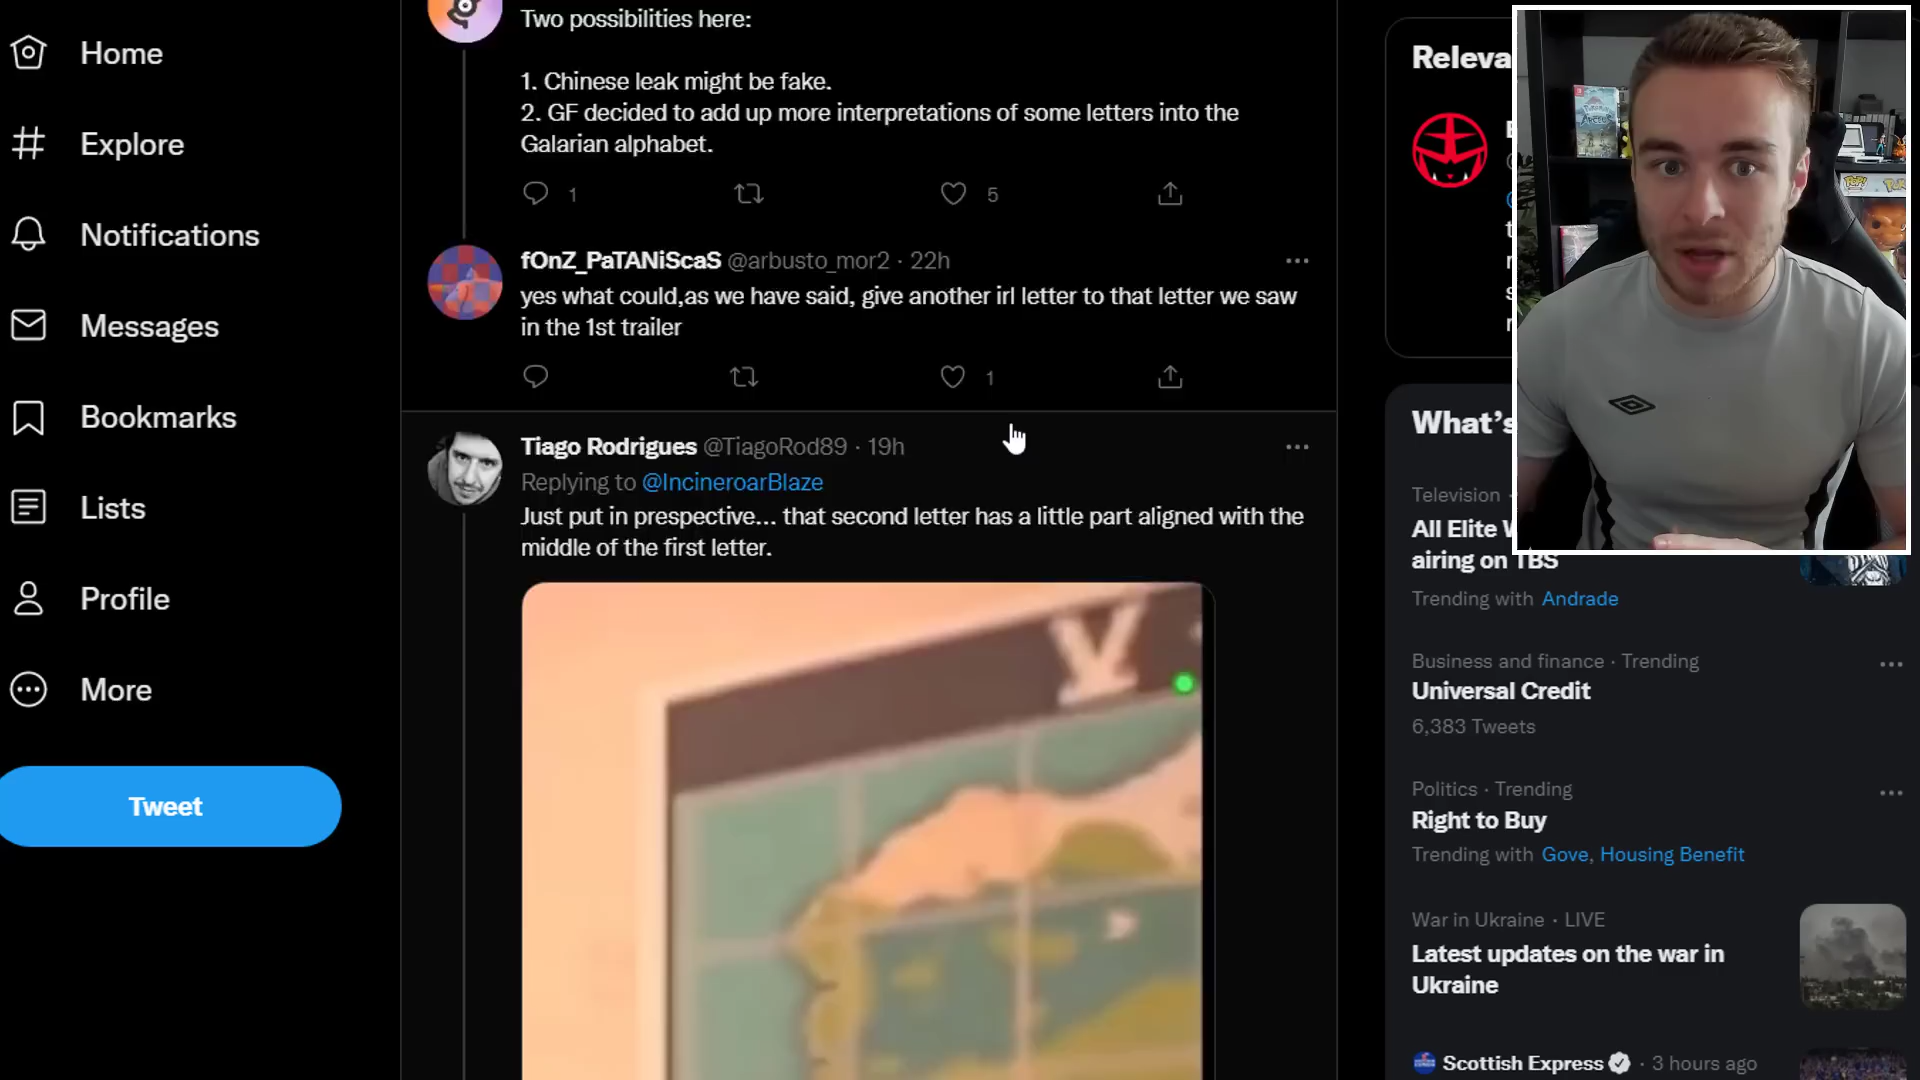 Home
Explore
Notifications
Messages
Bookmarks
Lists
Profile
More
Tweet
Two possibilities here:
1. Chinese leak might be fake.
2. GF decided to add up more interpretations of some letters into the
Galarian alphabet.
1
5
fOnZ_PaTANiScaS @arbusto_mor2 · 22h
yes what could,as we have said, give another irl letter to that letter we saw
in the 1st trailer
1
Tiago Rodrigues @TiagoRod89 · 19h
Replying to @IncineroarBlaze
Just put in prespective... that second letter has a little part aligned with the
middle of the first letter.
Releva
What's
Television ·
All Elite W
airing on TBS
Trending with Andrade
Business and finance · Trending
Universal Credit
6,383 Tweets
Politics · Trending
Right to Buy
Trending with Gove, Housing Benefit
War in Ukraine · LIVE
Latest updates on the war in
Ukraine
Scottish Express · 3 hours ago